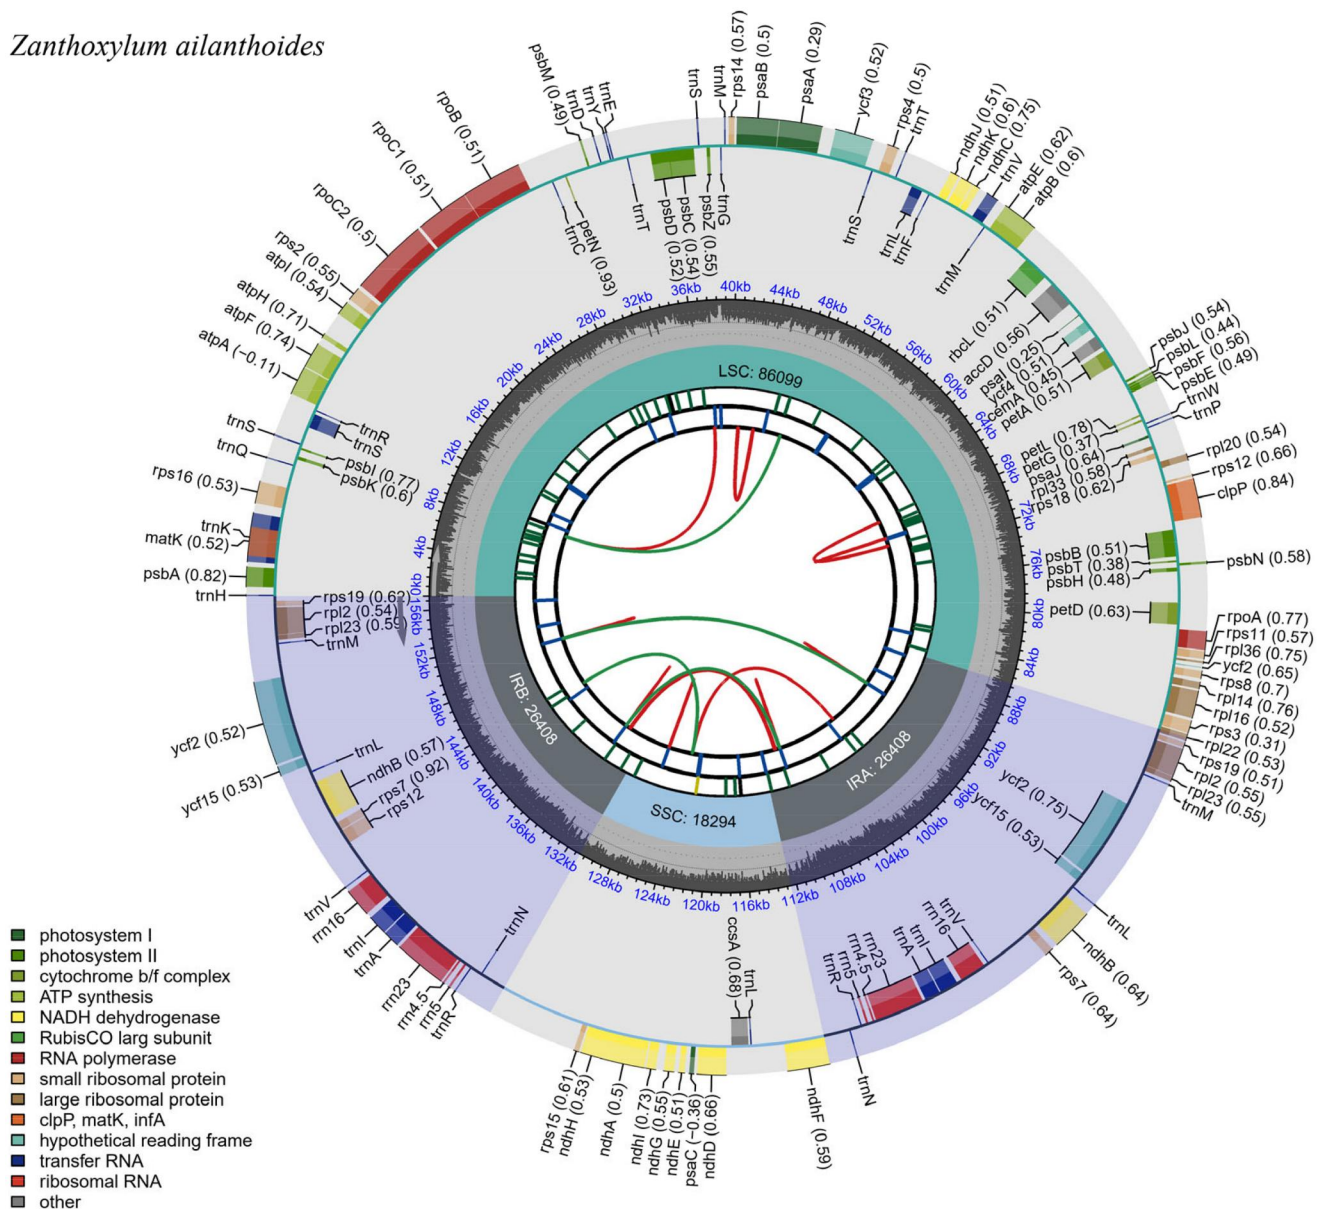 Zanthoxylum ailanthoides
psbM (0.49)
trnD
trnY
trnE
trnS
trnM
rps14 (0.57)
psaB (0.5)
psaA (0.29)
ycf3 (0.52)
rps4 (0.5)
trnT
ndhJ (0.51)
ndhK (0.6)
ndhC (0.75)
trnV
atpE (0.62)
atpB (0.6)
psbJ (0.54)
psbL (0.44)
psbF (0.56)
psbE (0.49)
trnW
trnP
rpl20 (0.54)
rps12 (0.66)
clpP (0.84)
psbN (0.58)
rpoA (0.77)
rps11 (0.57)
rpl36 (0.75)
ycf2 (0.65)
rps8 (0.7)
rpl14 (0.76)
rpl16 (0.52)
rps3 (0.31)
rpl22 (0.53)
rps19 (0.51)
rpl2 (0.55)
rpl23 (0.55)
trnM
trnL
ndhB (0.64)
rps7 (0.64)
trnN
ndhF (0.59)
ndhD (0.66)
psaC (−0.36)
ndhE (0.51)
ndhG (0.55)
ndhI (0.73)
ndhA (0.5)
ndhH (0.53)
rps15 (0.61)
trnR
rrn5
rrn4.5
rrn23
trnA
trnI
rrn16
trnV
ycf15 (0.53)
ycf2 (0.52)
trnH
psbA (0.82)
matK (0.52)
trnK
rps16 (0.53)
trnQ
trnS
atpA (−0.11)
atpF (0.74)
atpH (0.71)
atpI (0.54)
rps2 (0.55)
rpoC2 (0.5)
rpoC1 (0.51)
rpoB (0.51)
trnC
petN (0.93)
trnT
psbD (0.52)
psbC (0.54)
psbZ (0.55)
trnG
trnS
trnL
trnF
trnM
rbcL (0.51)
accD (0.56)
psaI (0.25)
ycf4 (0.51)
cemA (0.45)
petA (0.51)
petL (0.78)
petG (0.37)
psaJ (0.64)
rpl33 (0.58)
rps18 (0.62)
psbB (0.51)
psbT (0.38)
psbH (0.48)
petD (0.63)
ycf2 (0.75)
ycf15 (0.53)
trnV
rrn16
trnI
trnA
rrn23
rrn4.5
rrn5
trnR
trnL
ccsA (0.68)
trnN
rps12
rps7 (0.92)
ndhB (0.57)
trnL
trnM
rpl23 (0.59)
rpl2 (0.54)
rps19 (0.62)
psbK (0.6)
psbI (0.77)
trnS
trnR
0kb
4kb
8kb
12kb
16kb
20kb
24kb
28kb
32kb
36kb
40kb
44kb
48kb
52kb
56kb
60kb
64kb
68kb
72kb
76kb
80kb
84kb
88kb
92kb
96kb
100kb
104kb
108kb
112kb
116kb
120kb
124kb
128kb
132kb
136kb
140kb
144kb
148kb
152kb
156kb
LSC: 86099
IRB: 26408
IRA: 26408
SSC: 18294
photosystem I
photosystem II
cytochrome b/f complex
ATP synthesis
NADH dehydrogenase
RubisCO larg subunit
RNA polymerase
small ribosomal protein
large ribosomal protein
clpP, matK, infA
hypothetical reading frame
transfer RNA
ribosomal RNA
other